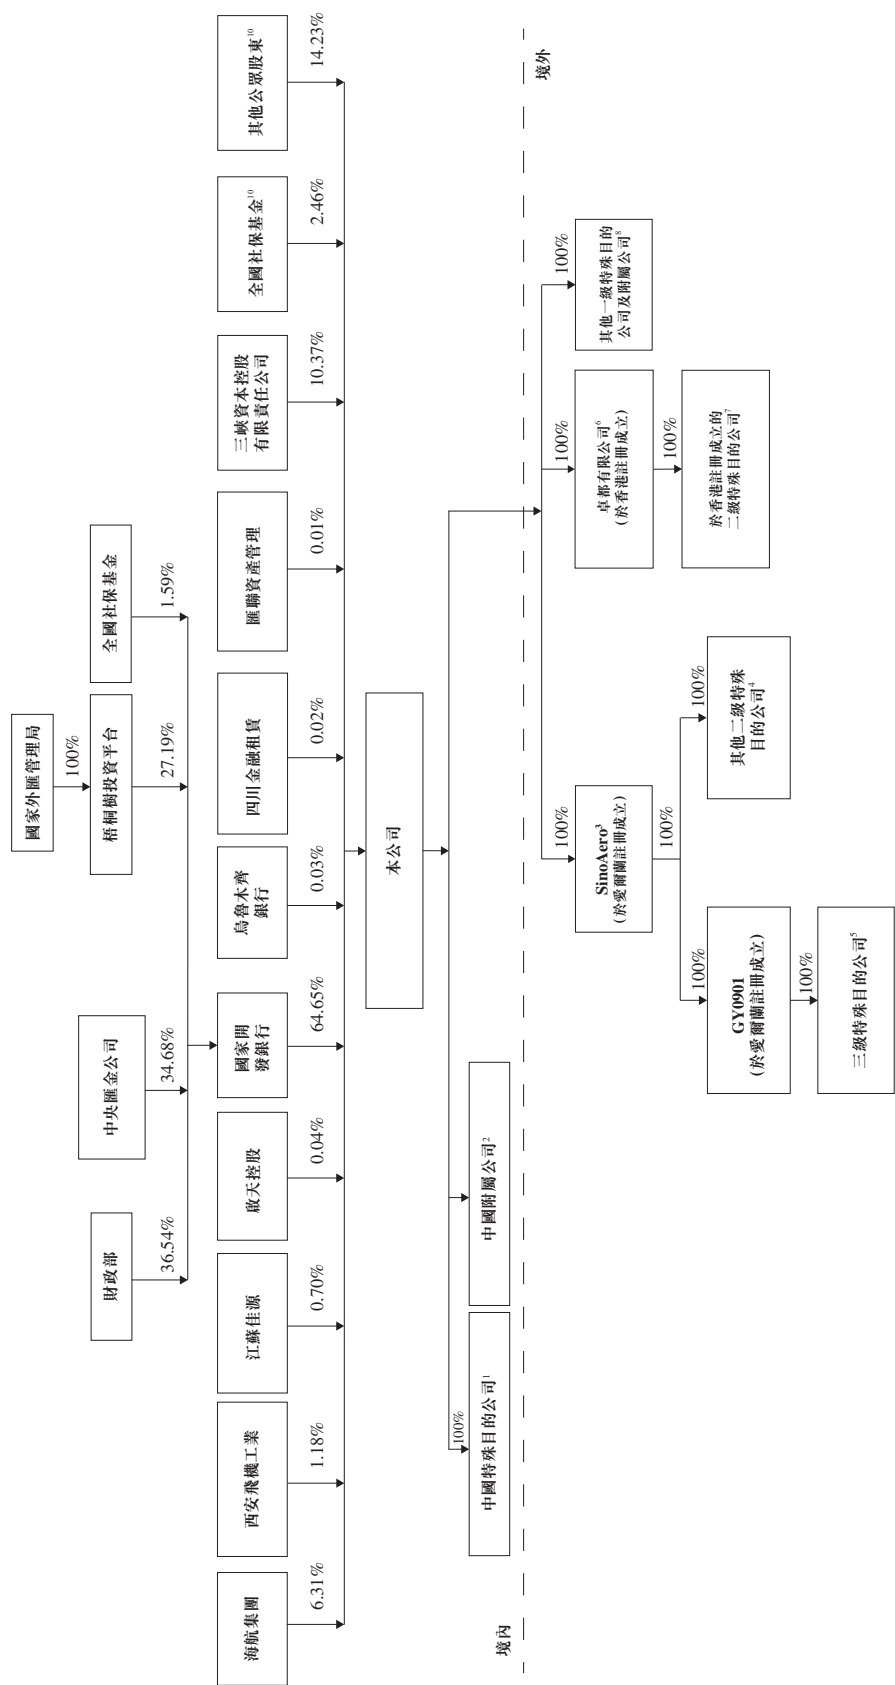 國家外匯管理局
100%
財政部
中央匯金公司
梧桐樹投資平台
全國社保基金
36.54%
34.68%
27.19%
1.59%
海航集團
西安飛機工業
江蘇佳源
啟天控股
國家開
發銀行
烏魯木齊
銀行
四川金融租賃
匯聯資產管理
三峽資本控股
有限責任公司
全國社保基金10
其他公眾股東10
6.31%
1.18%
0.70%
0.04%
64.65%
0.03%
0.02%
0.01%
10.37%
2.46%
14.23%
本公司
100%
中國特殊目的公司1
中國附屬公司2
境內
境外
100%
100%
100%
SinoAero3
(於愛爾蘭註冊成立)
卓都有限公司6
(於香港註冊成立)
其他一級特殊目的
公司及附屬公司8
100%
100%
100%
100%
GY0901
(於愛爾蘭註冊成立)
其他二級特殊
目的公司4
於香港註冊成立的
二級特殊目的公司7
100%
三級特殊目的公司5